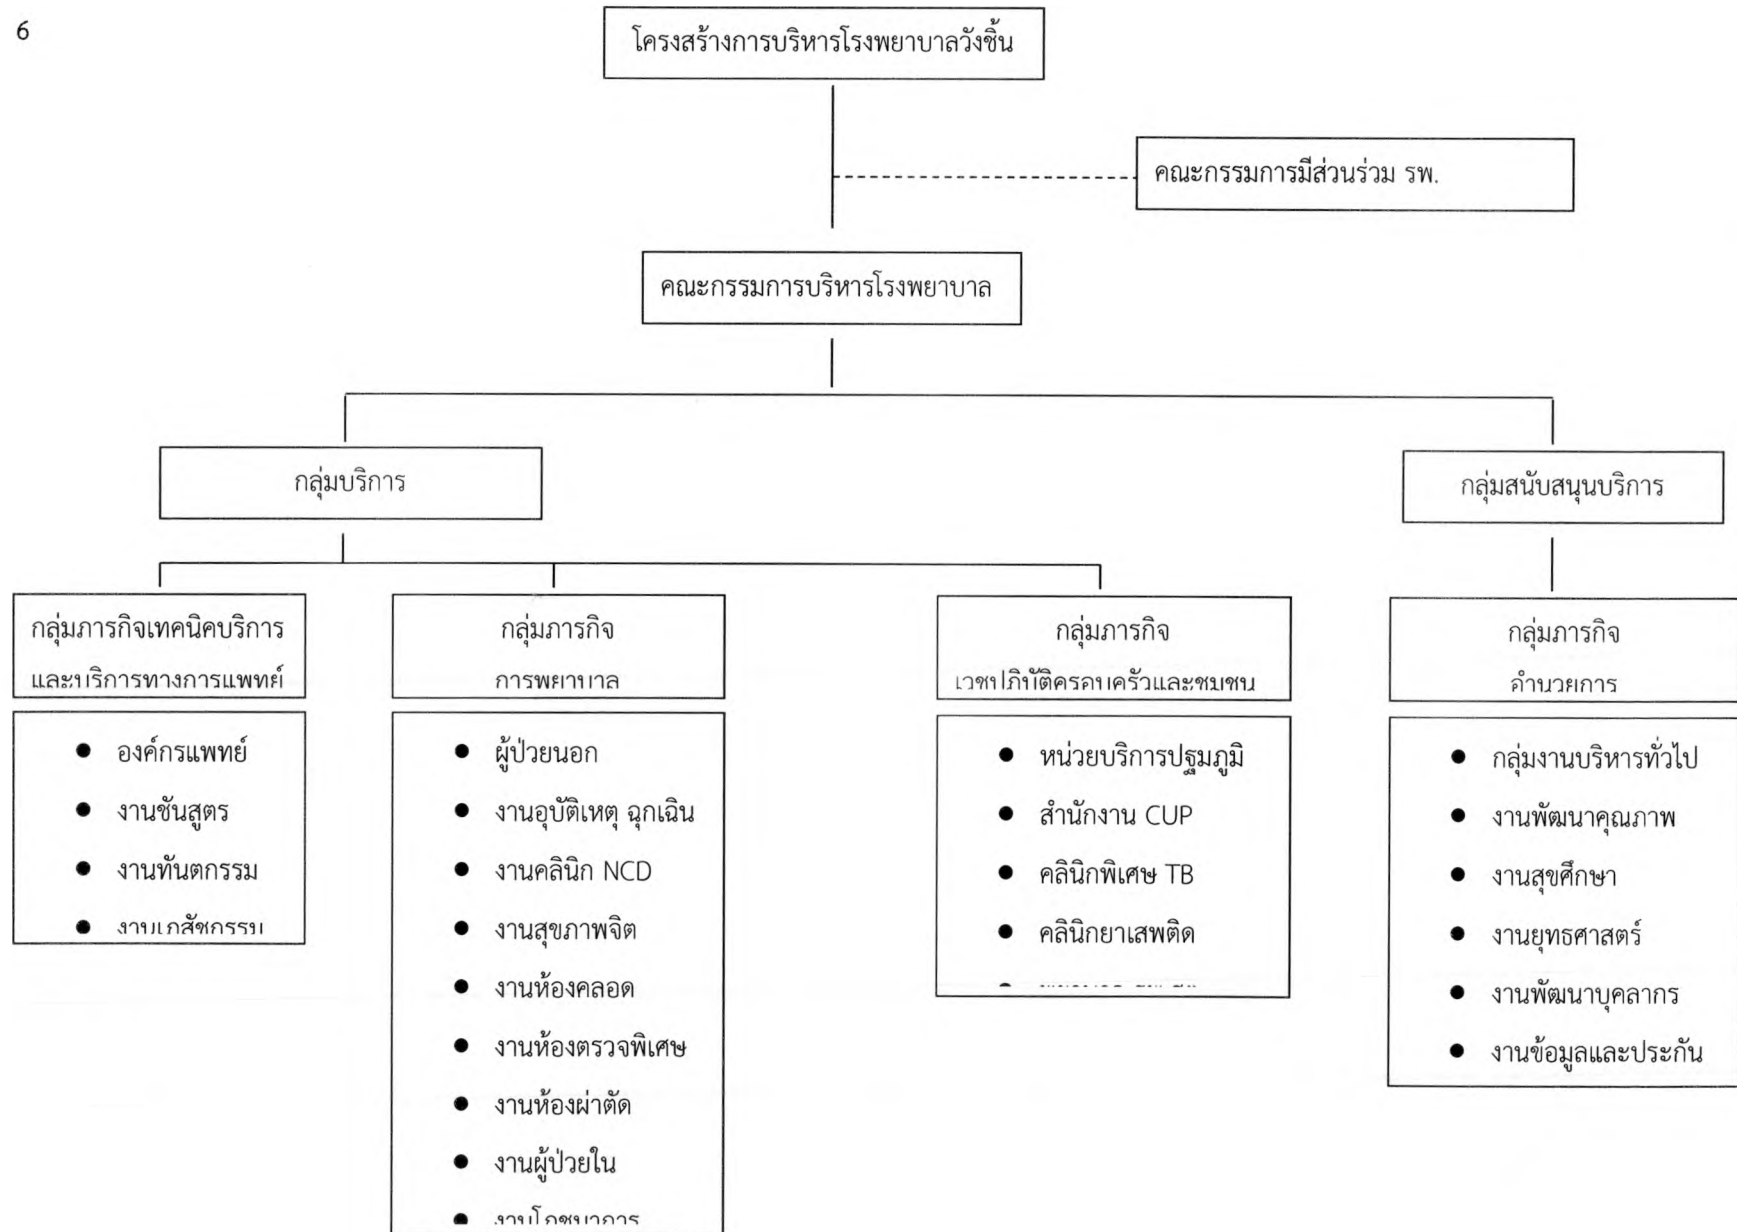 6
โครงสร้างการบริหารโรงพยาบาลวังชิ้น
คณะกรรมการมีส่วนร่วม รพ.
คณะกรรมการบริหารโรงพยาบาล
กลุ่มบริการ
กลุ่มสนับสนุนบริการ
กลุ่มภารกิจเทคนิคบริการ
และบริการทางการแพทย์
องค์กรแพทย์
งานชันสูตร
งานทันตกรรม
งานเภสัชกรรม
กลุ่มภารกิจ
การพยาบาล
ผู้ป่วยนอก
งานอุบัติเหตุ ฉุกเฉิน
งานคลินิก NCD
งานสุขภาพจิต
งานห้องคลอด
งานห้องตรวจพิเศษ
งานห้องผ่าตัด
งานผู้ป่วยใน
งานโภชนาการ
กลุ่มภารกิจ
เวชปฏิบัติครอบครัวและชุมชน
หน่วยบริการปฐมภูมิ
สำนักงาน CUP
คลินิกพิเศษ TB
คลินิกยาเสพติด
กลุ่มภารกิจ
อำนวยการ
กลุ่มงานบริหารทั่วไป
งานพัฒนาคุณภาพ
งานสุขศึกษา
งานยุทธศาสตร์
งานพัฒนาบุคลากร
งานข้อมูลและประกัน